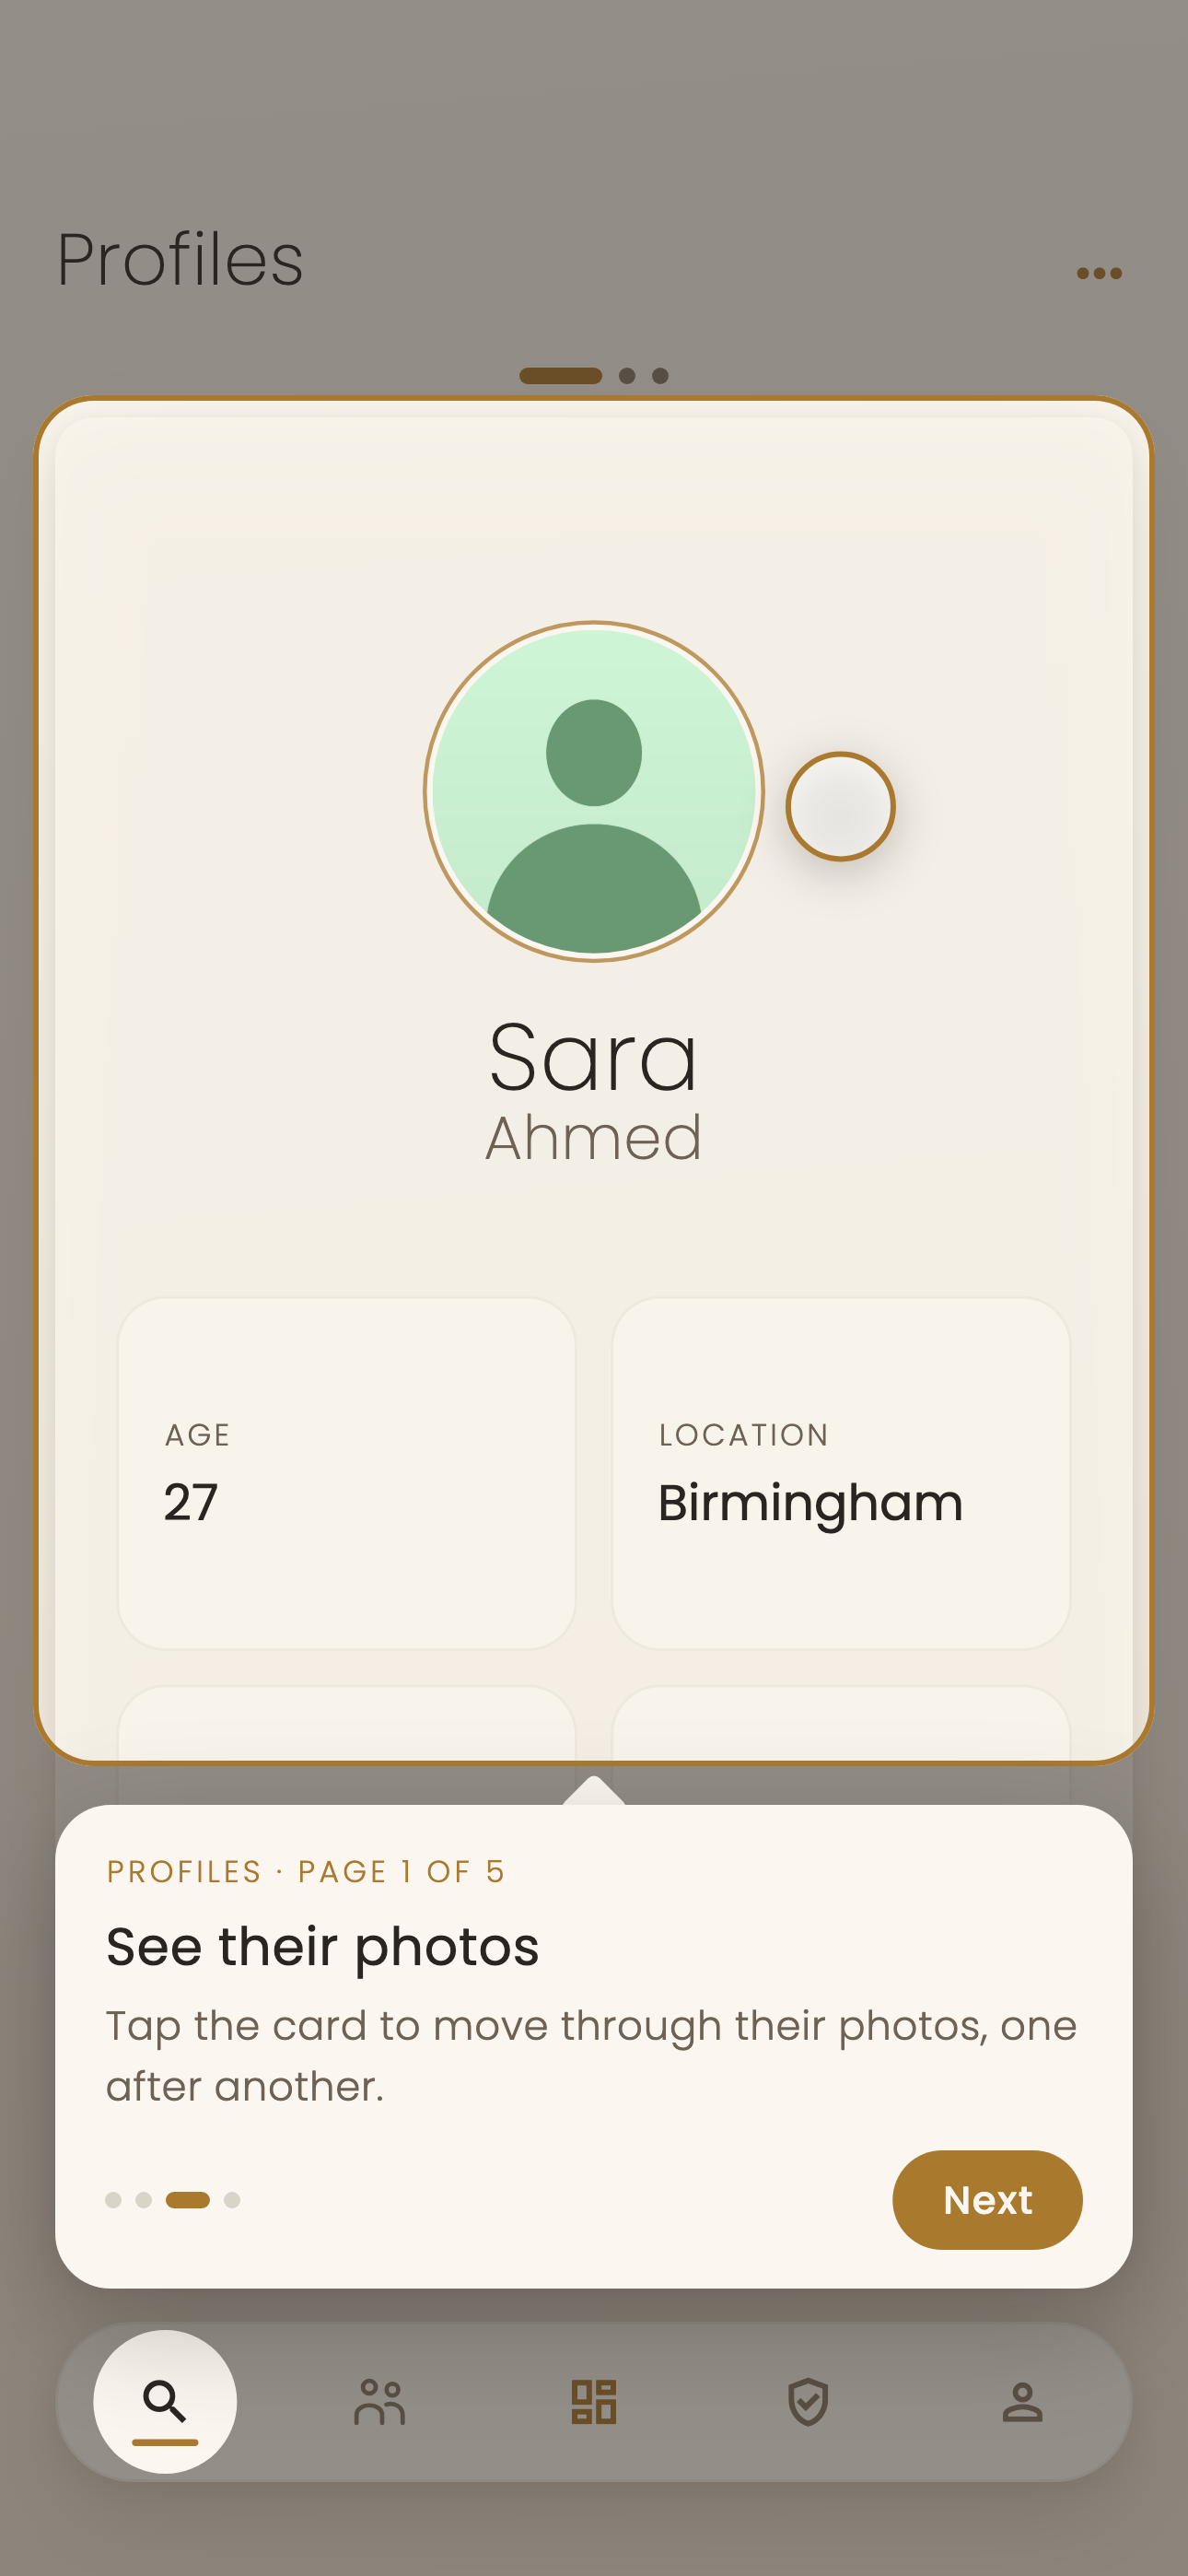 Profiles
Sara
Ahmed
AGE
27
LOCATION
Birmingham
PROFILES · PAGE 1 OF 5
See their photos
Tap the card to move through their photos, one
after another.
Next